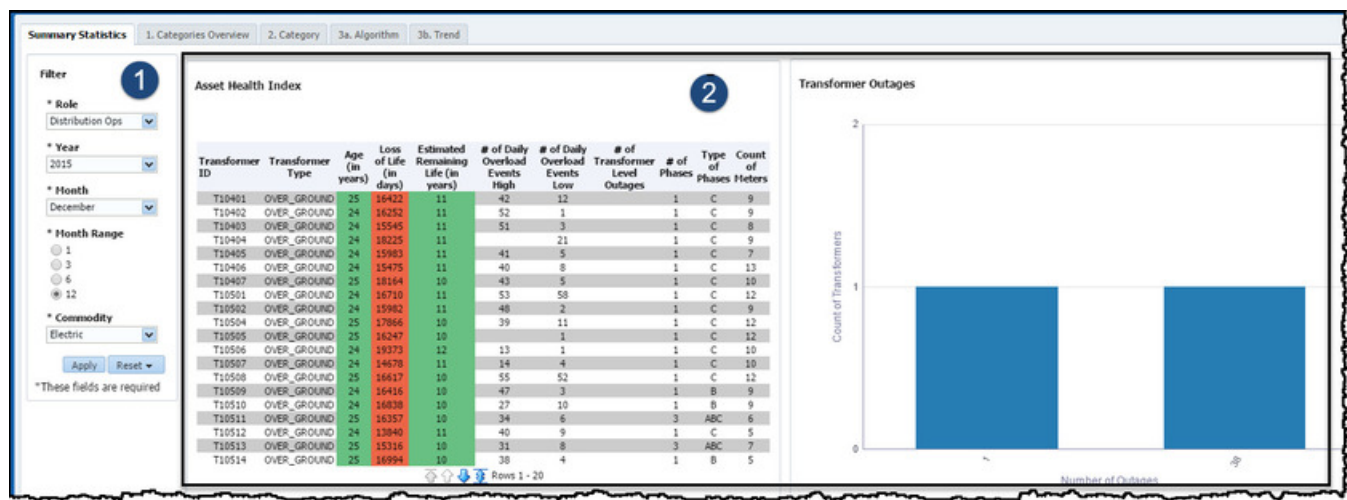 Summary Statistics 1. Categories Overview 2. Category 3a. Algorithm 3b. Trend
Filter
1
* Role
Distribution Ops
* Year
2015
* Month
December
* Month Range
1
3
6
12
* Commodity
Electric
Apply Reset
*These fields are required
Asset Health Index
2
Transformer ID Transformer Type Age (in years) Loss of Life (in days) Estimated Remaining Life (in years) # of Daily Overload Events High # of Daily Overload Events Low # of Transformer Level Outages # of Phases Type of Phases Count of Meters
T10401 OVER_GROUND 25 16422 11 42 12 1 C 9
T10402 OVER_GROUND 24 16252 11 52 1 1 C 9
T10403 OVER_GROUND 24 15545 11 51 3 1 C 8
T10404 OVER_GROUND 24 18225 11 21 1 C 9
T10405 OVER_GROUND 24 15983 11 41 5 1 C 7
T10406 OVER_GROUND 24 15475 11 40 8 1 C 13
T10407 OVER_GROUND 25 18164 10 43 5 1 C 10
T10501 OVER_GROUND 24 16710 11 53 58 1 C 12
T10502 OVER_GROUND 24 15982 11 48 2 1 C 9
T10504 OVER_GROUND 25 17866 10 39 11 1 C 12
T10505 OVER_GROUND 25 16247 10 1 1 C 12
T10506 OVER_GROUND 24 19373 12 13 1 1 C 10
T10507 OVER_GROUND 24 14678 11 14 4 1 C 10
T10508 OVER_GROUND 25 16617 10 55 52 1 C 12
T10509 OVER_GROUND 24 16416 10 47 3 1 B 9
T10510 OVER_GROUND 24 16838 10 27 10 1 B 9
T10511 OVER_GROUND 25 16357 10 34 6 3 ABC 6
T10512 OVER_GROUND 24 13840 11 40 9 1 C 5
T10513 OVER_GROUND 25 15316 10 31 8 3 ABC 7
T10514 OVER_GROUND 25 16994 10 38 4 1 B 5
Rows 1 - 20
Transformer Outages
Count of Transformers
2
1
0
1
38
Number of Outages